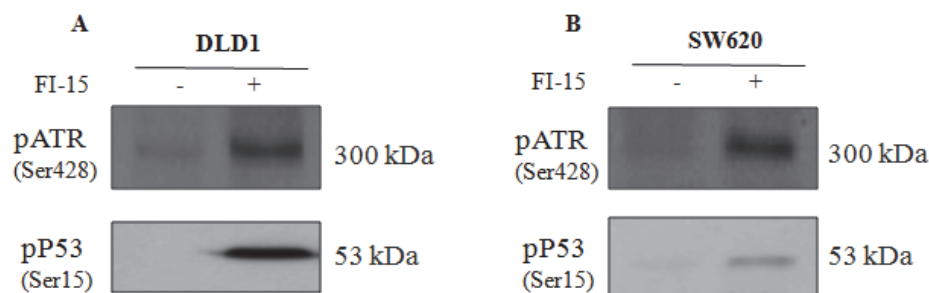 A
DLD1
FI-15 - +
pATR
(Ser428)
300 kDa
pP53
(Ser15)
53 kDa
B
SW620
FI-15 - +
pATR
(Ser428)
300 kDa
pP53
(Ser15)
53 kDa